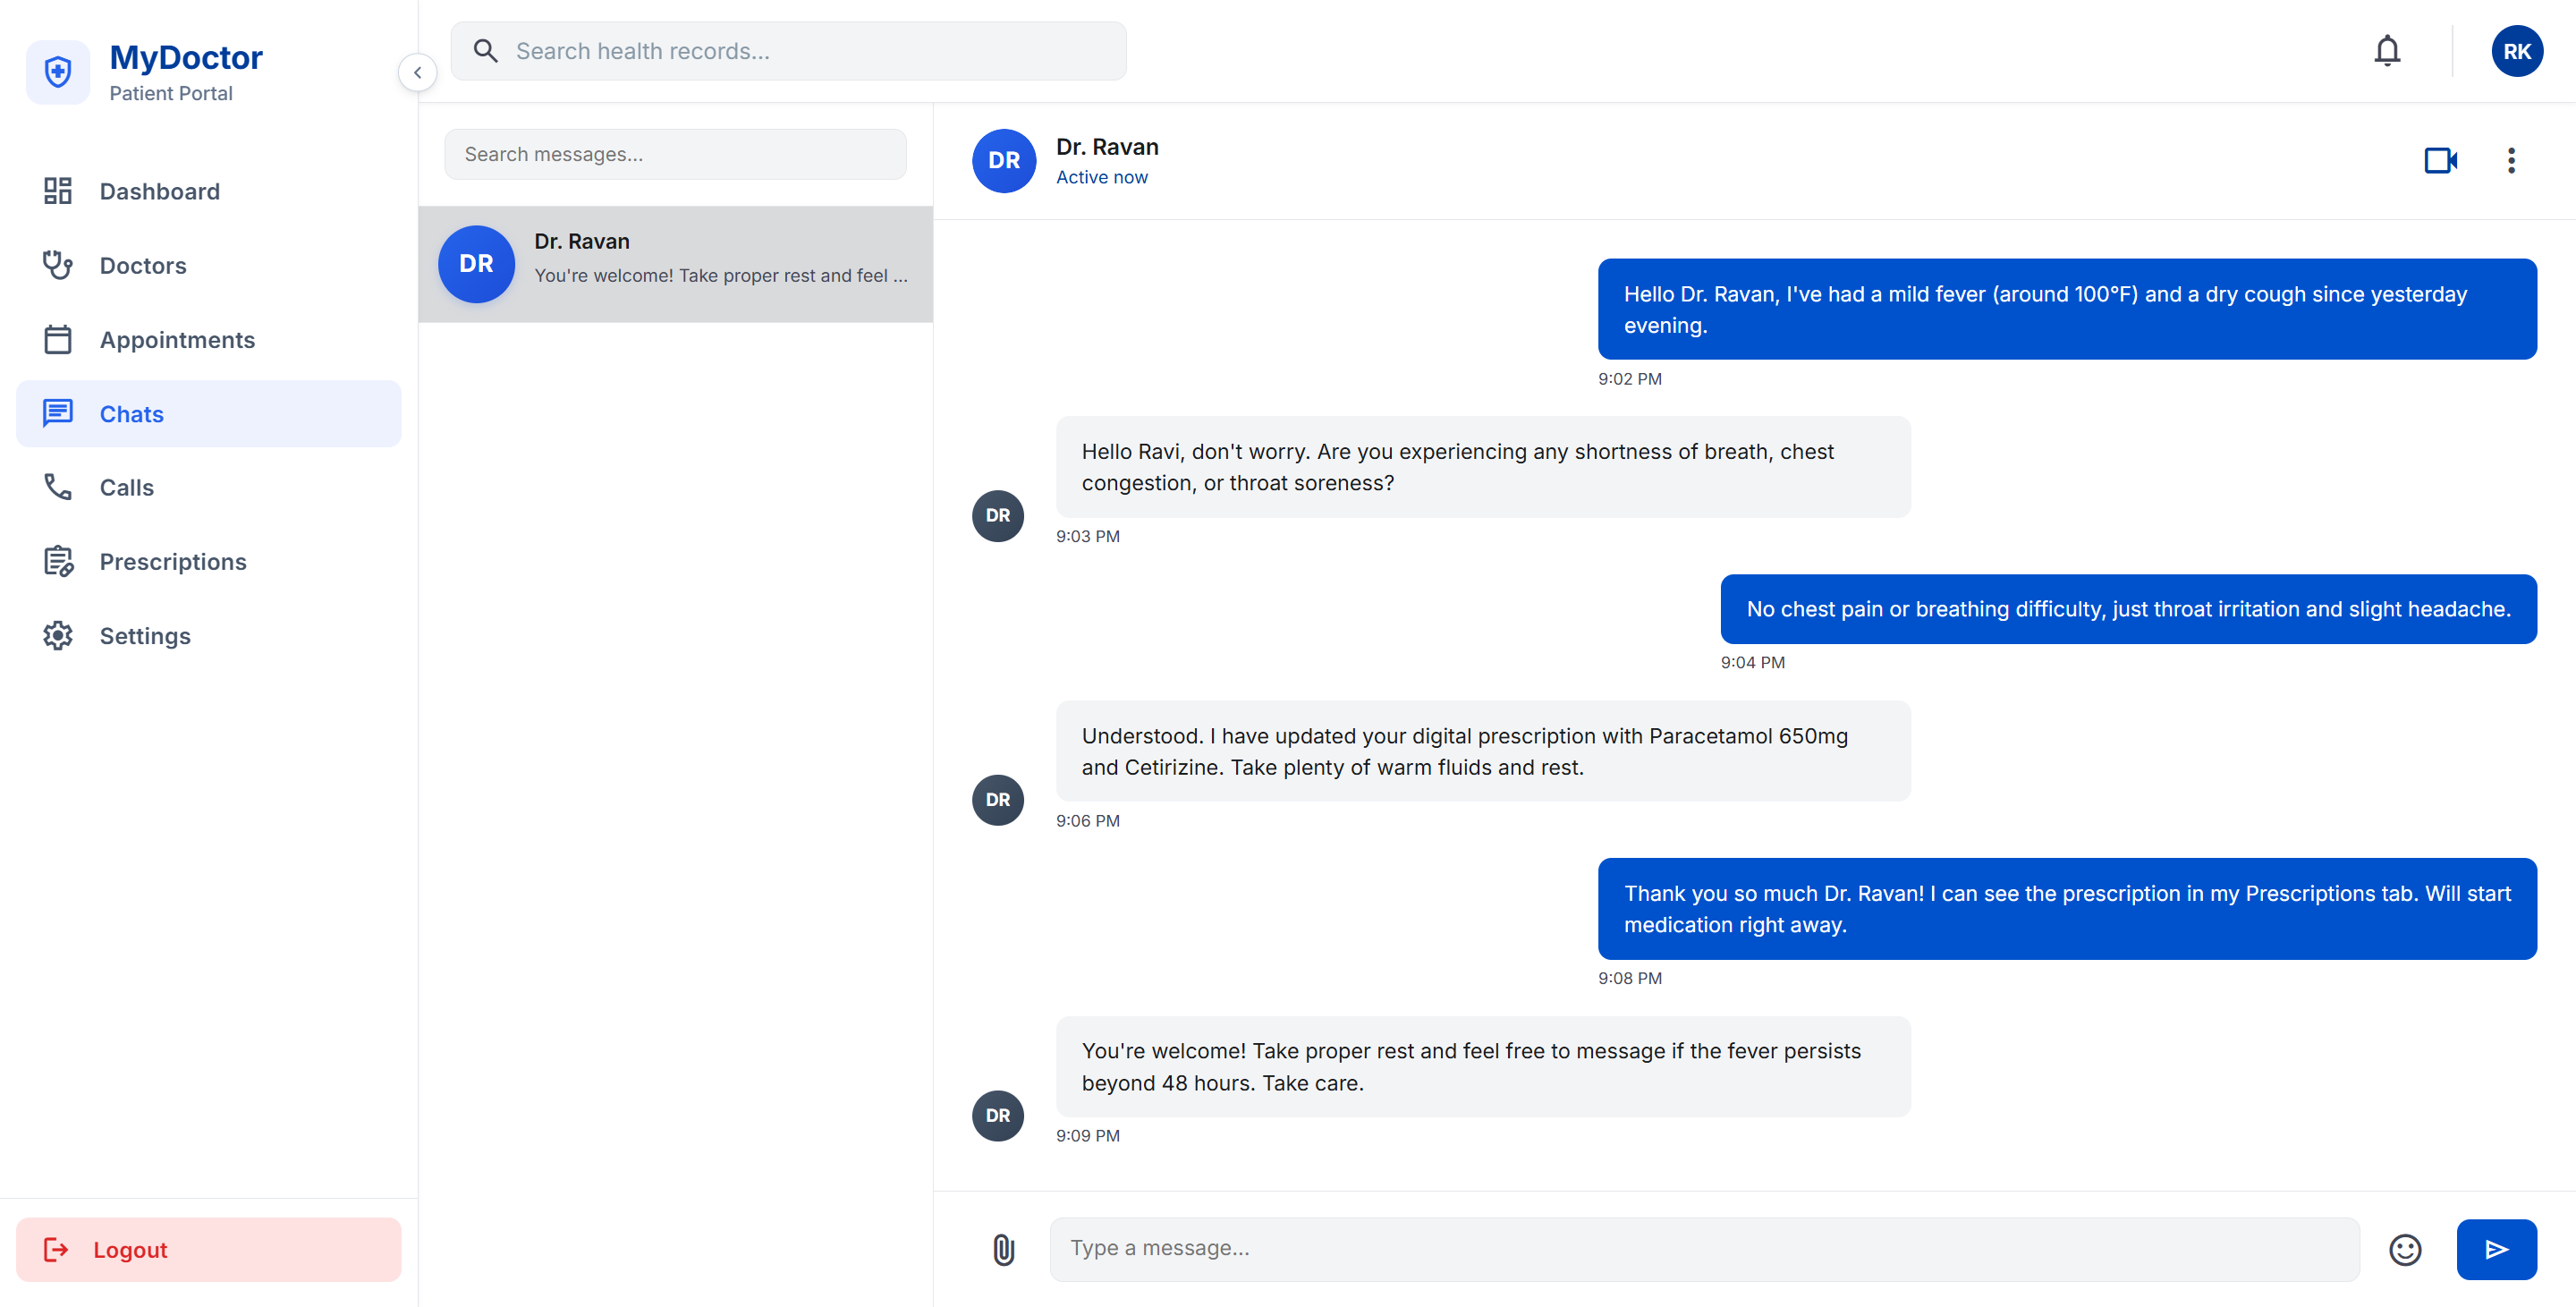 MyDoctor
Patient Portal
Dashboard
Doctors
Appointments
Chats
Calls
Prescriptions
Settings
Logout
Search health records...
RK
Search messages...
DR
Dr. Ravan
You're welcome! Take proper rest and feel ...
DR
Dr. Ravan
Active now
Hello Dr. Ravan, I've had a mild fever (around 100°F) and a dry cough since yesterday
evening.
9:02 PM
Hello Ravi, don't worry. Are you experiencing any shortness of breath, chest
congestion, or throat soreness?
DR
9:03 PM
No chest pain or breathing difficulty, just throat irritation and slight headache.
9:04 PM
Understood. I have updated your digital prescription with Paracetamol 650mg
and Cetirizine. Take plenty of warm fluids and rest.
DR
9:06 PM
Thank you so much Dr. Ravan! I can see the prescription in my Prescriptions tab. Will start
medication right away.
9:08 PM
You're welcome! Take proper rest and feel free to message if the fever persists
beyond 48 hours. Take care.
DR
9:09 PM
Type a message...